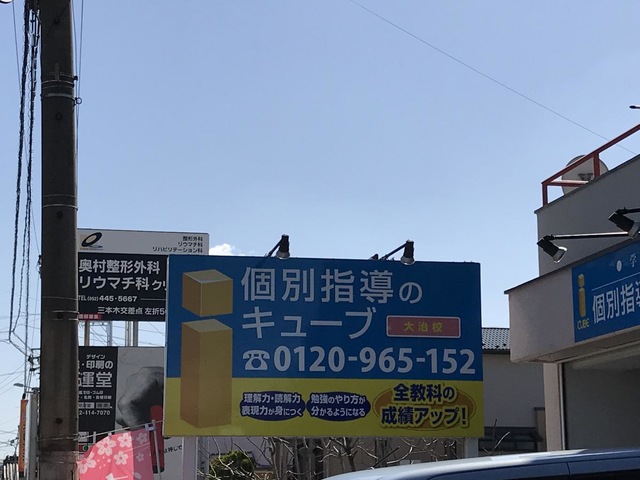 整形外科
リウマチ科
リハビリテーション科
奥村整形外科
リウマチ科
TEL(052)445-5667
三本木交差点 左折
個別指導の
キューブ
大治校
☎0120-965-152
理解力・読解力
表現力が身につく
勉強のやり方が
分かるようになる
全教科の
成績アップ!
デザイン
・印刷の
運堂
個別指導
CUBE